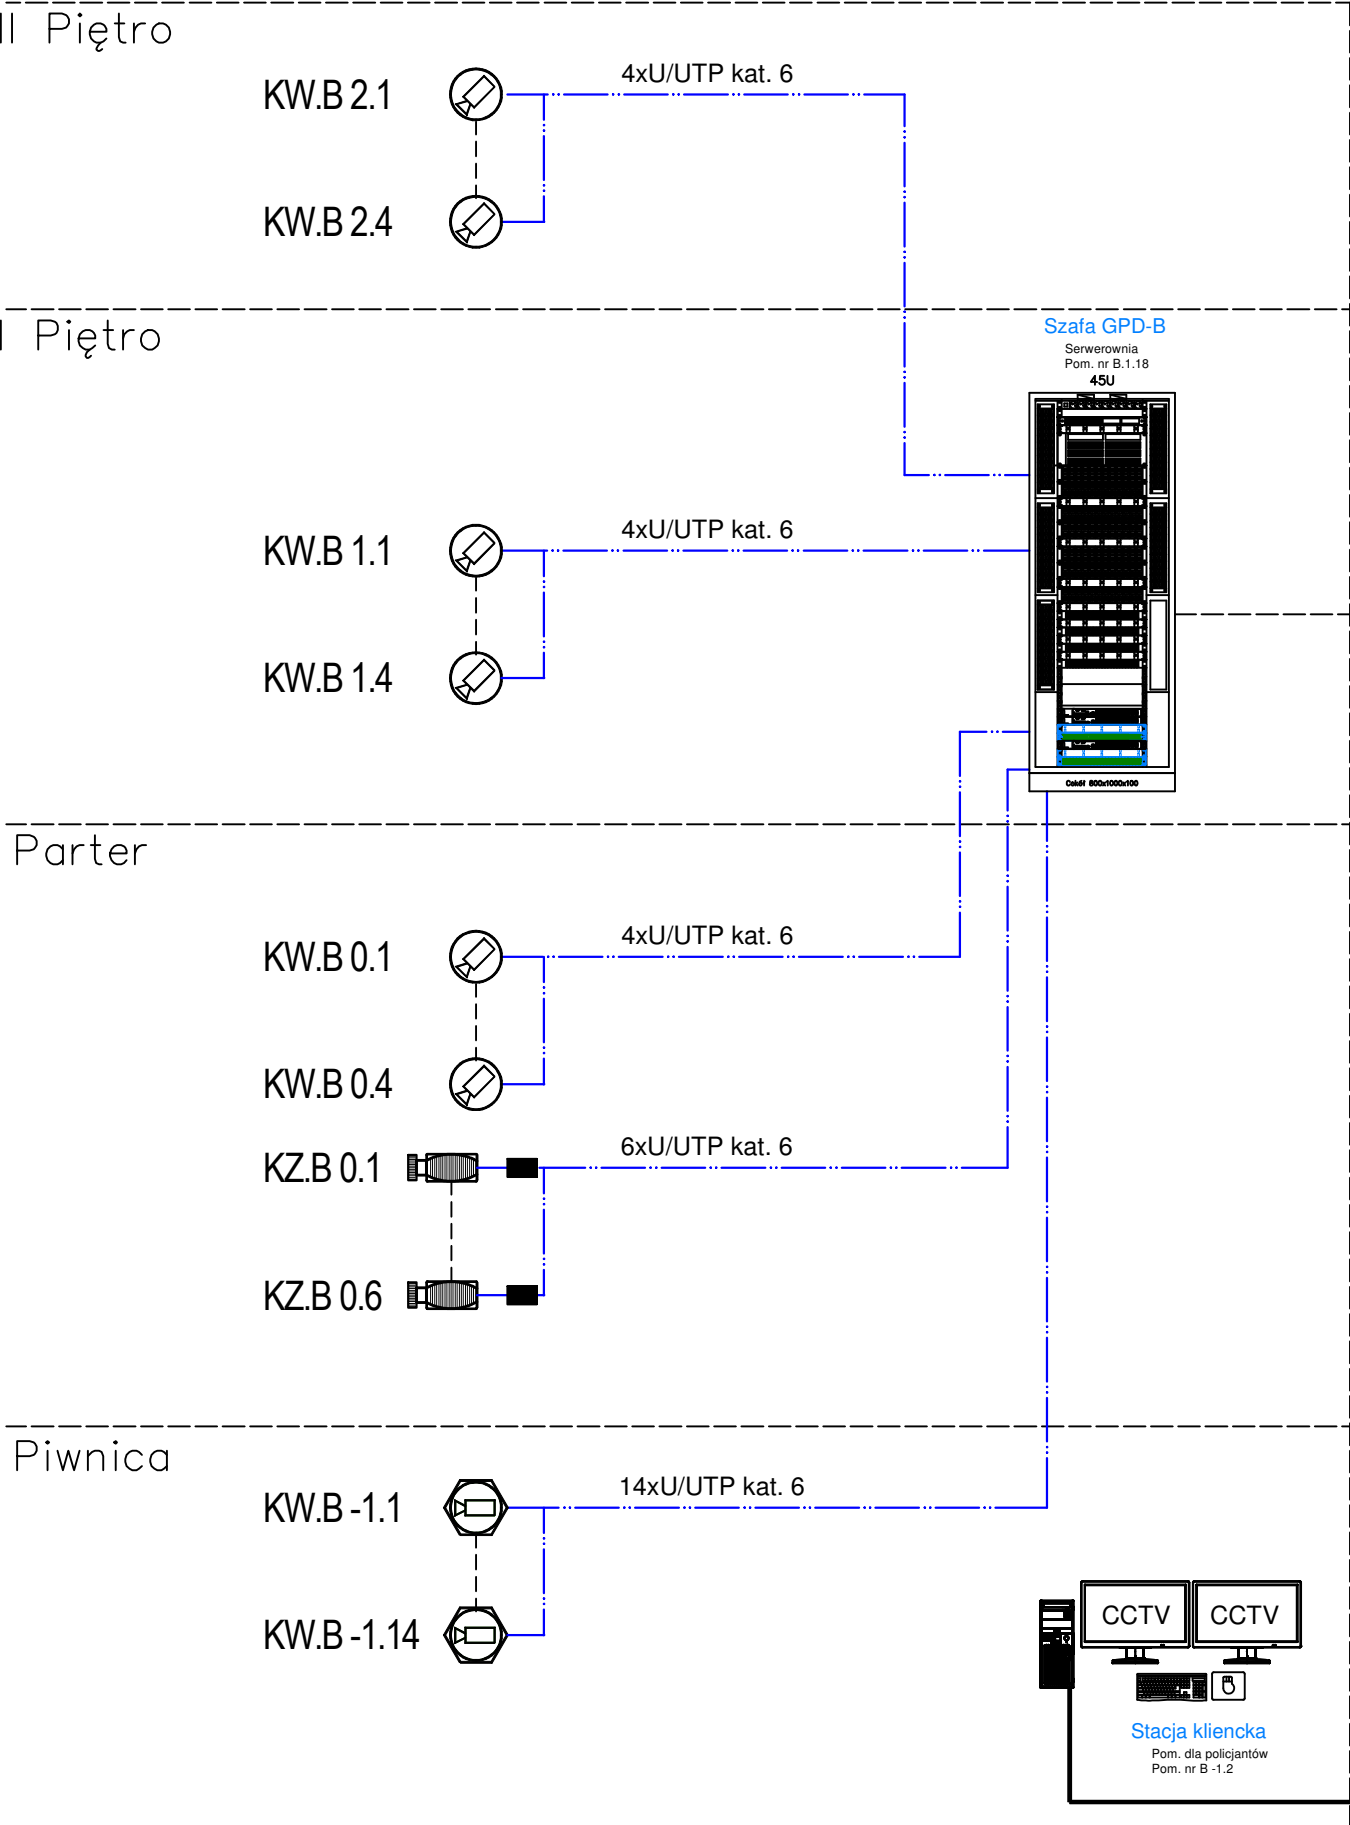 II Piętro
KW.B 2.1
4xU/UTP kat. 6
KW.B 2.4
I Piętro
Szafa GPD-B
Serwerownia
Pom. nr B.1.18
45U
KW.B 1.1
4xU/UTP kat. 6
KW.B 1.4
Cokół 800x1000x100
Parter
KW.B 0.1
4xU/UTP kat. 6
KW.B 0.4
KZ.B 0.1
6xU/UTP kat. 6
KZ.B 0.6
Piwnica
KW.B -1.1
14xU/UTP kat. 6
KW.B -1.14
CCTV CCTV
Stacja kliencka
Pom. dla policjantów
Pom. nr B -1.2